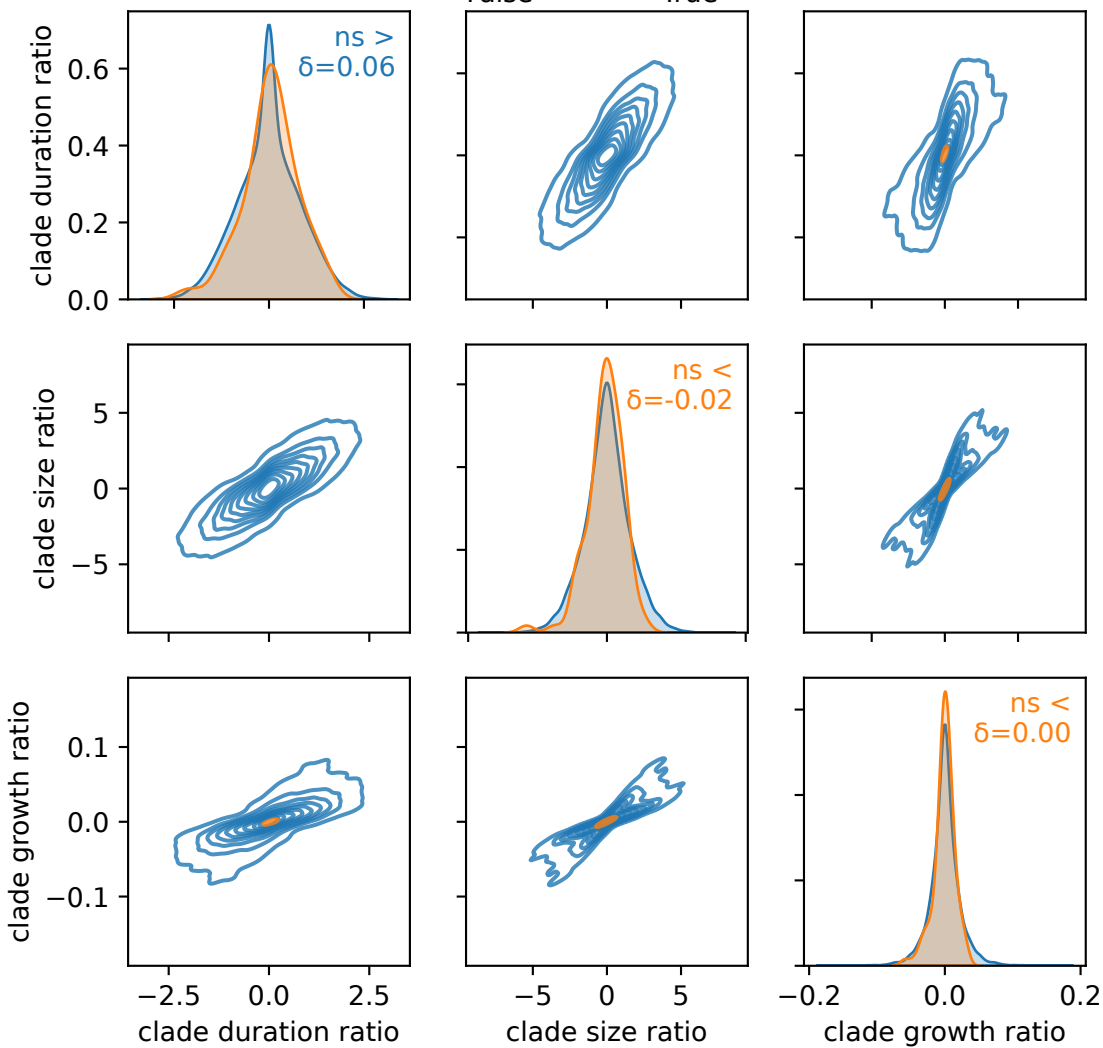 clade duration ratio
0.6
0.4
0.2
0.0
ns >
δ=0.06
clade size ratio
5
0
−5
ns <
δ=-0.02
clade growth ratio
0.1
0.0
−0.1
ns <
δ=0.00
−2.5 0.0 2.5
−5 0 5
−0.2 0.0 0.2
clade duration ratio
clade size ratio
clade growth ratio